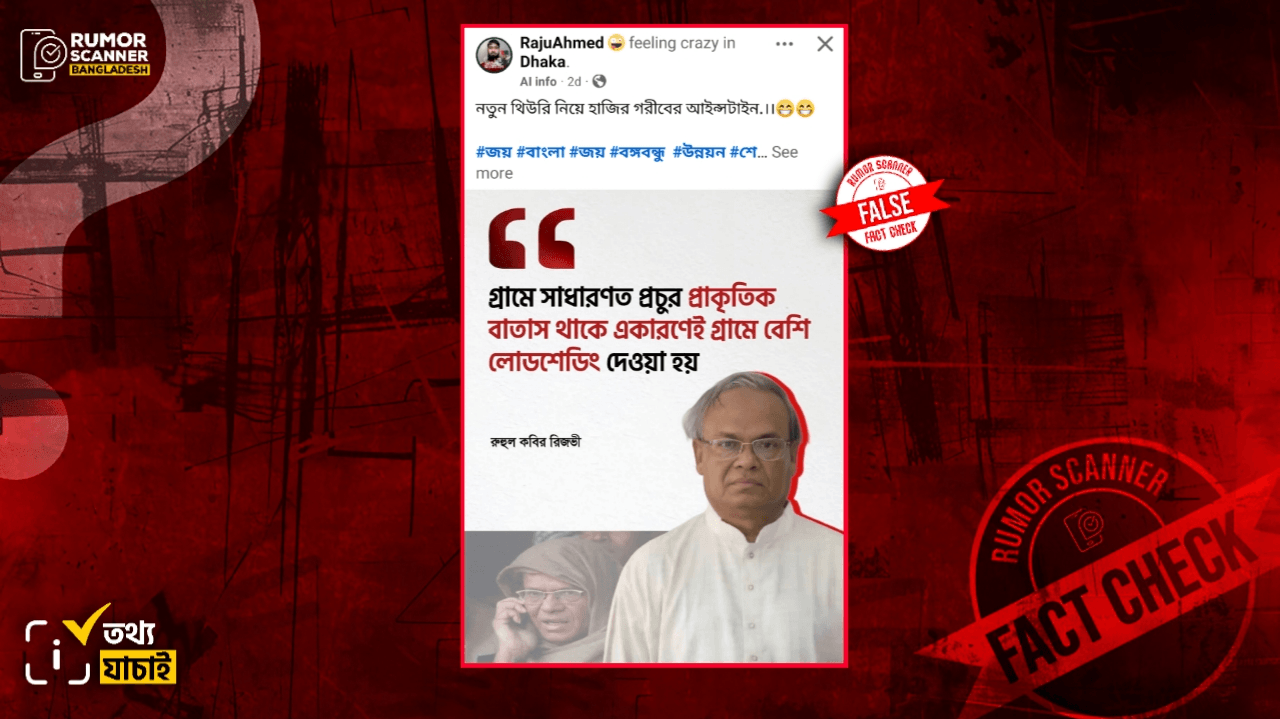 RUMOR
SCANNER
BANGLADESH
RajuAhmed 🤪 feeling crazy in
Dhaka.
AI info · 2d ·
নতুন থিউরি নিয়ে হাজির গরীবের আইন্সটাইন.।।😁😁
#জয় #বাংলা #জয় #বঙ্গবন্ধু #উন্নয়ন #শে... See
more
RUMOR SCANNER
FALSE
FACT CHECK
গ্রামে সাধারণত প্রচুর প্রাকৃতিক
বাতাস থাকে একারণেই গ্রামে বেশি
লোডশেডিং দেওয়া হয়
রুহুল কবির রিজভী
RUMOR SCANNER
FACT CHECK
তথ্য
যাচাই